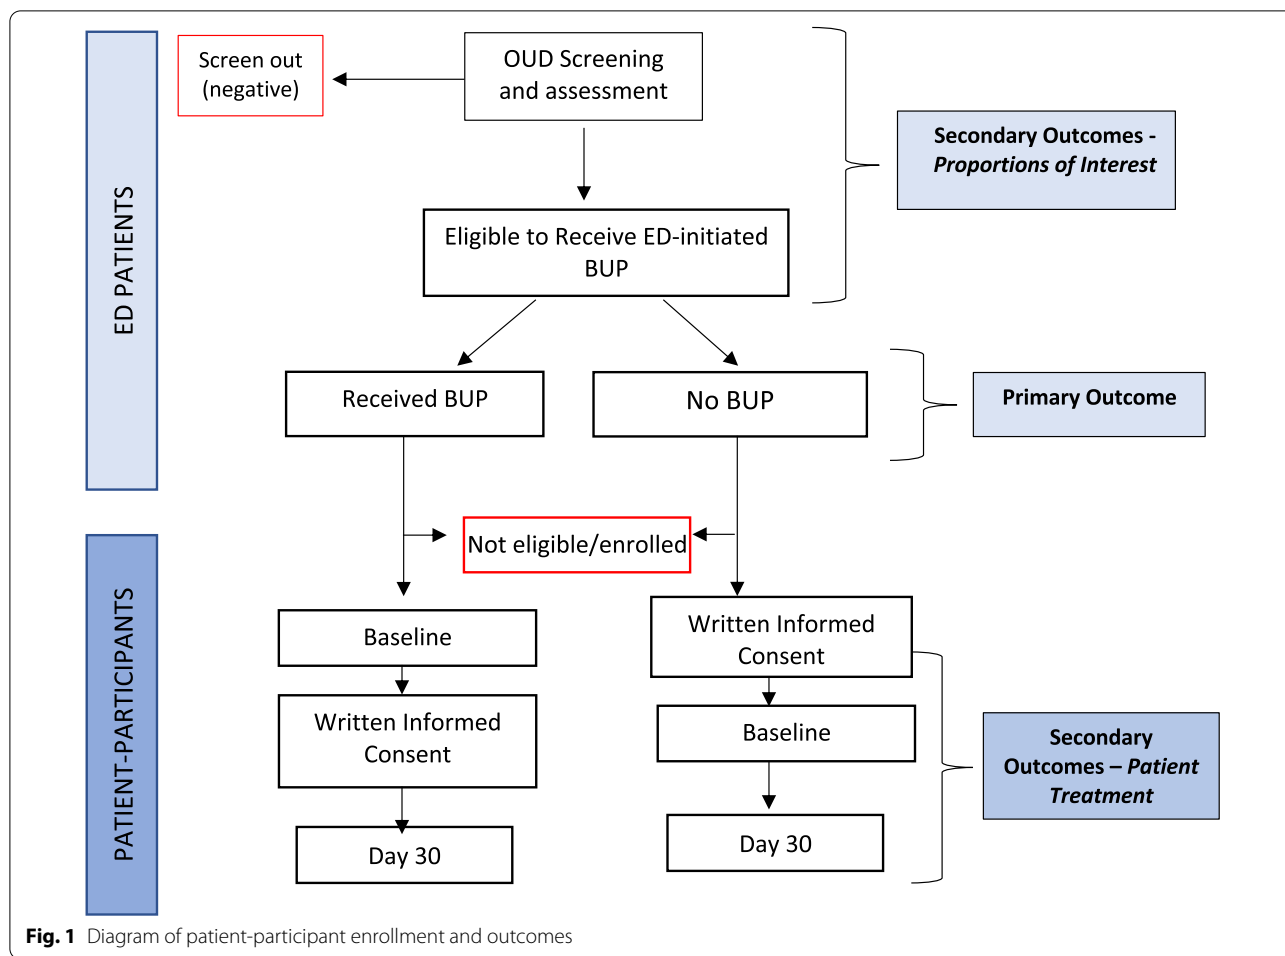 ED PATIENTS
Screen out
(negative)
OUD Screening
and assessment
Secondary Outcomes -
Proportions of Interest
Eligible to Receive ED-initiated
BUP
Received BUP
No BUP
Primary Outcome
PATIENT-PARTICIPANTS
Not eligible/enrolled
Baseline
Written Informed
Consent
Day 30
Written Informed
Consent
Baseline
Day 30
Secondary
Outcomes – Patient
Treatment
Fig. 1 Diagram of patient-participant enrollment and outcomes